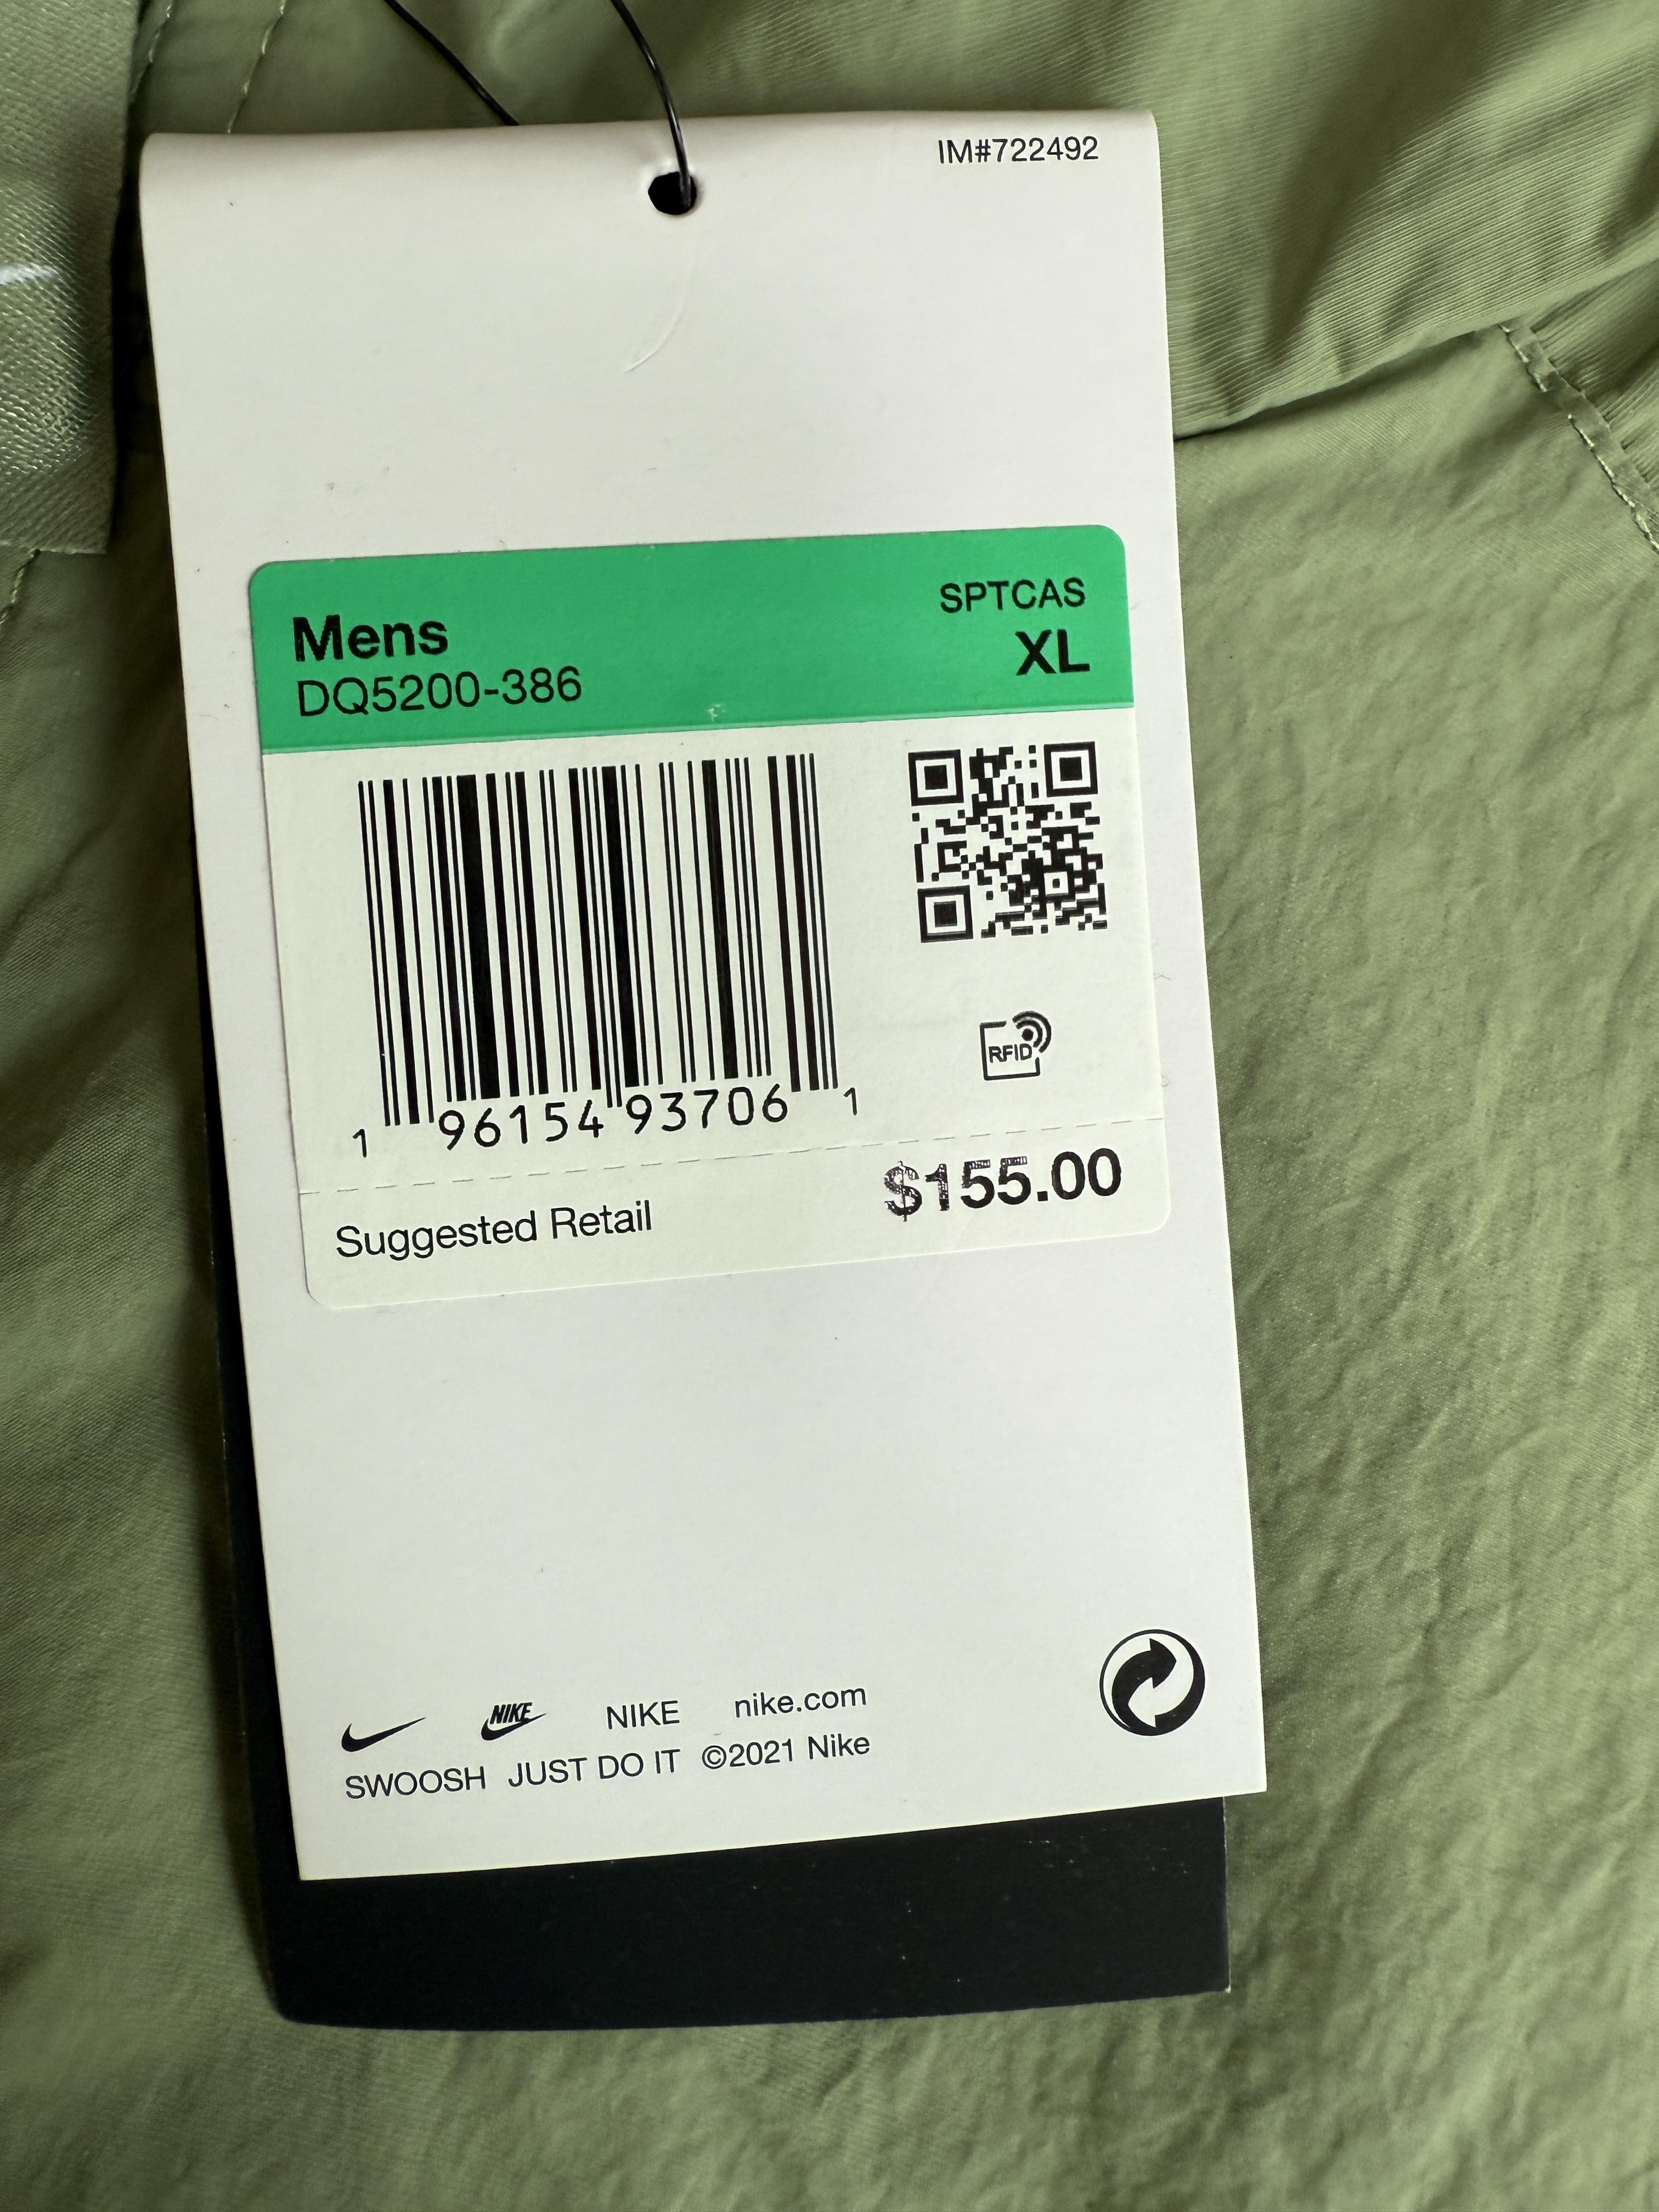 IM#722492
Mens
SPTCAS
DQ5200-386
XL
RFID
1 96154 93706 1
Suggested Retail $155.00
NIKE NIKE nike.com
SWOOSH JUST DO IT ©2021 Nike